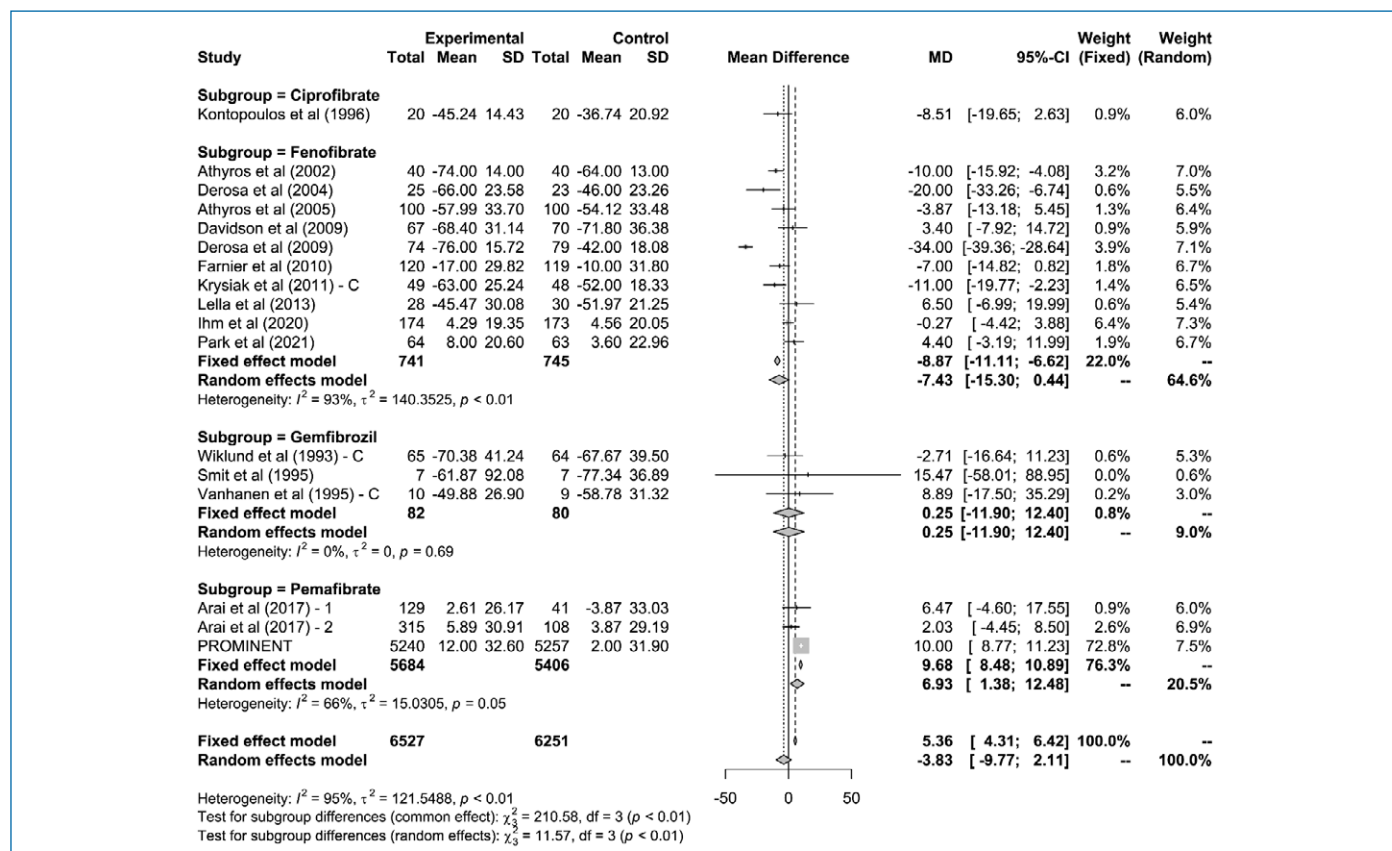 Experimental Control Weight Weight
Study Total Mean SD Total Mean SD Mean Difference MD 95%-CI (Fixed) (Random)
Subgroup = Ciprofibrate
Kontopoulos et al (1996) 20 -45.24 14.43 20 -36.74 20.92 -8.51 [-19.65; 2.63] 0.9% 6.0%
Subgroup = Fenofibrate
Athyros et al (2002) 40 -74.00 14.00 40 -64.00 13.00 -10.00 [-15.92; -4.08] 3.2% 7.0%
Derosa et al (2004) 25 -66.00 23.58 23 -46.00 23.26 -20.00 [-33.26; -6.74] 0.6% 5.5%
Athyros et al (2005) 100 -57.99 33.70 100 -54.12 33.48 -3.87 [-13.18; 5.45] 1.3% 6.4%
Davidson et al (2009) 67 -68.40 31.14 70 -71.80 36.38 3.40 [ -7.92; 14.72] 0.9% 5.9%
Derosa et al (2009) 74 -76.00 15.72 79 -42.00 18.08 -34.00 [-39.36; -28.64] 3.9% 7.1%
Farnier et al (2010) 120 -17.00 29.82 119 -10.00 31.80 -7.00 [-14.82; 0.82] 1.8% 6.7%
Krysiak et al (2011) - C 49 -63.00 25.24 48 -52.00 18.33 -11.00 [-19.77; -2.23] 1.4% 6.5%
Lella et al (2013) 28 -45.47 30.08 30 -51.97 21.25 6.50 [ -6.99; 19.99] 0.6% 5.4%
Ihm et al (2020) 174 4.29 19.35 173 4.56 20.05 -0.27 [ -4.42; 3.88] 6.4% 7.3%
Park et al (2021) 64 8.00 20.60 63 3.60 22.96 4.40 [ -3.19; 11.99] 1.9% 6.7%
Fixed effect model 741 745 -8.87 [-11.11; -6.62] 22.0% --
Random effects model -7.43 [-15.30; 0.44] -- 64.6%
Heterogeneity: I² = 93%, τ² = 140.3525, p < 0.01
Subgroup = Gemfibrozil
Wiklund et al (1993) - C 65 -70.38 41.24 64 -67.67 39.50 -2.71 [-16.64; 11.23] 0.6% 5.3%
Smit et al (1995) 7 -61.87 92.08 7 -77.34 36.89 15.47 [-58.01; 88.95] 0.0% 0.6%
Vanhanen et al (1995) - C 10 -49.88 26.90 9 -58.78 31.32 8.89 [-17.50; 35.29] 0.2% 3.0%
Fixed effect model 82 80 0.25 [-11.90; 12.40] 0.8% --
Random effects model 0.25 [-11.90; 12.40] -- 9.0%
Heterogeneity: I² = 0%, τ² = 0, p = 0.69
Subgroup = Pemafibrate
Arai et al (2017) - 1 129 2.61 26.17 41 -3.87 33.03 6.47 [ -4.60; 17.55] 0.9% 6.0%
Arai et al (2017) - 2 315 5.89 30.91 108 3.87 29.19 2.03 [ -4.45; 8.50] 2.6% 6.9%
PROMINENT 5240 12.00 32.60 5257 2.00 31.90 10.00 [ 8.77; 11.23] 72.8% 7.5%
Fixed effect model 5684 5406 9.68 [ 8.48; 10.89] 76.3% --
Random effects model 6.93 [ 1.38; 12.48] -- 20.5%
Heterogeneity: I² = 66%, τ² = 15.0305, p = 0.05
Fixed effect model 6527 6251 5.36 [ 4.31; 6.42] 100.0% --
Random effects model -3.83 [ -9.77; 2.11] -- 100.0%
Heterogeneity: I² = 95%, τ² = 121.5488, p < 0.01
-50 0 50
Test for subgroup differences (common effect): χ²₃ = 210.58, df = 3 (p < 0.01)
Test for subgroup differences (random effects): χ²₃ = 11.57, df = 3 (p < 0.01)